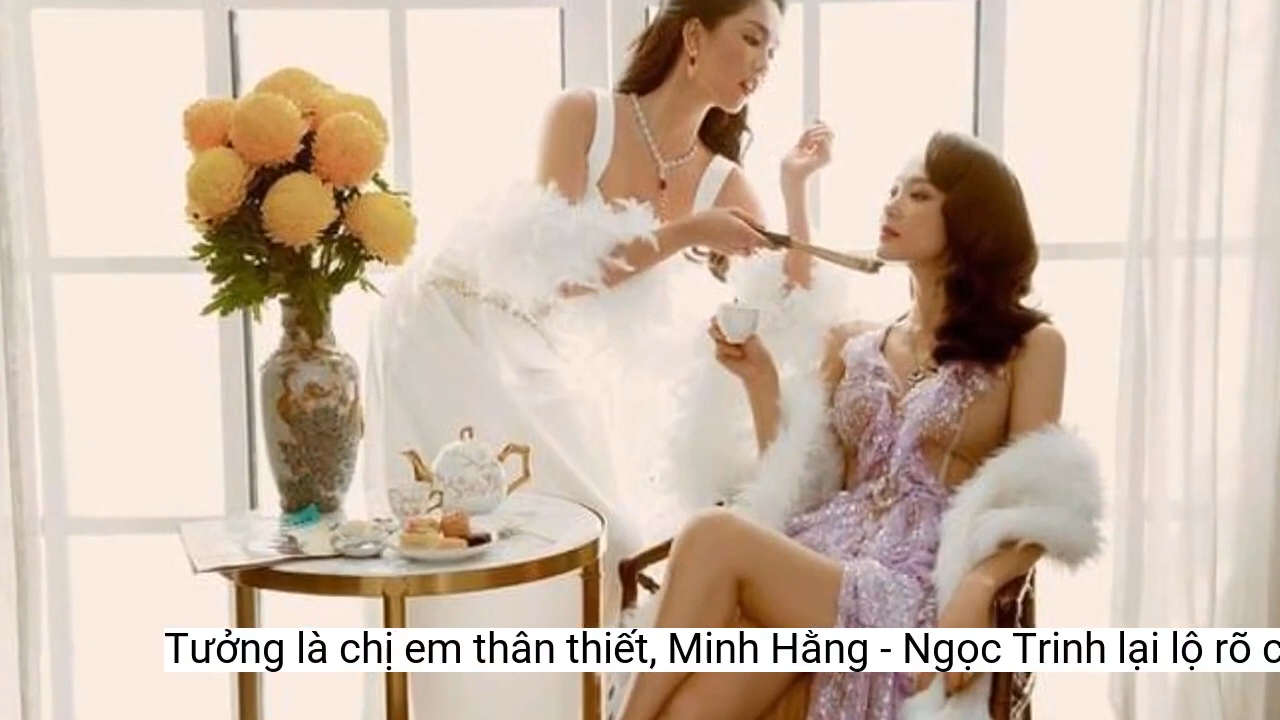 Tưởng là chị em thân thiết, Minh Hằng - Ngọc Trinh lại lộ rõ c